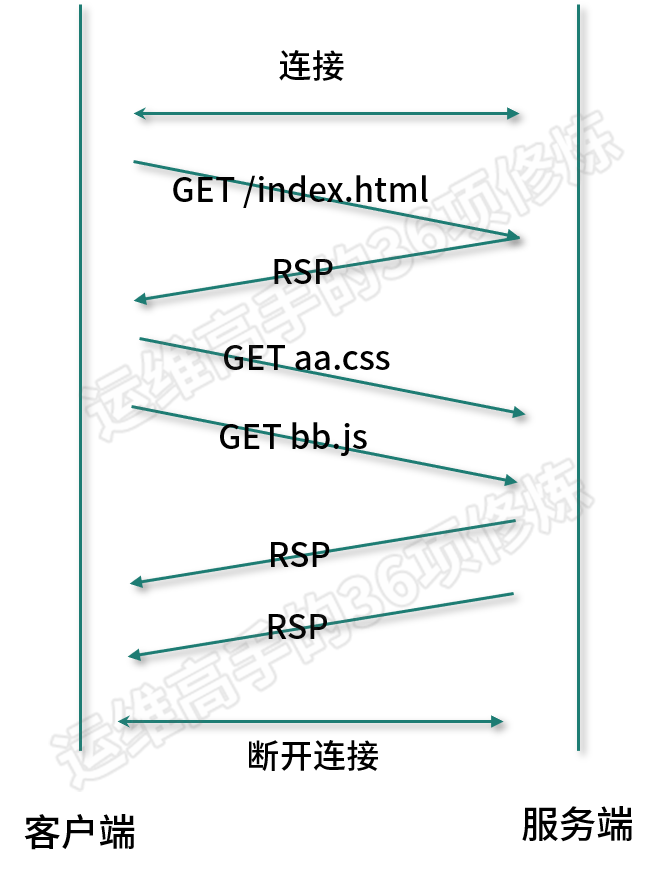 连接
GET /index.html
RSP
GET aa.css
GET bb.js
RSP
RSP
断开连接
客户端
服务端
运维高手的36项修炼
运维高手的36项修炼